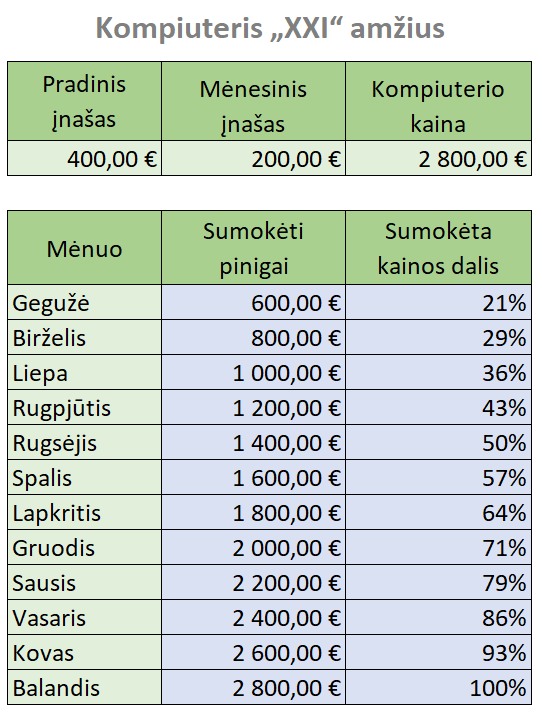 Kompiuteris „XXI“ amžius
Pradinis įnašas Mėnesinis įnašas Kompiuterio kaina
400,00 € 200,00 € 2 800,00 €
Mėnuo Sumokėti pinigai Sumokėta kainos dalis
Gegužė 600,00 € 21%
Birželis 800,00 € 29%
Liepa 1 000,00 € 36%
Rugpjūtis 1 200,00 € 43%
Rugsėjis 1 400,00 € 50%
Spalis 1 600,00 € 57%
Lapkritis 1 800,00 € 64%
Gruodis 2 000,00 € 71%
Sausis 2 200,00 € 79%
Vasaris 2 400,00 € 86%
Kovas 2 600,00 € 93%
Balandis 2 800,00 € 100%